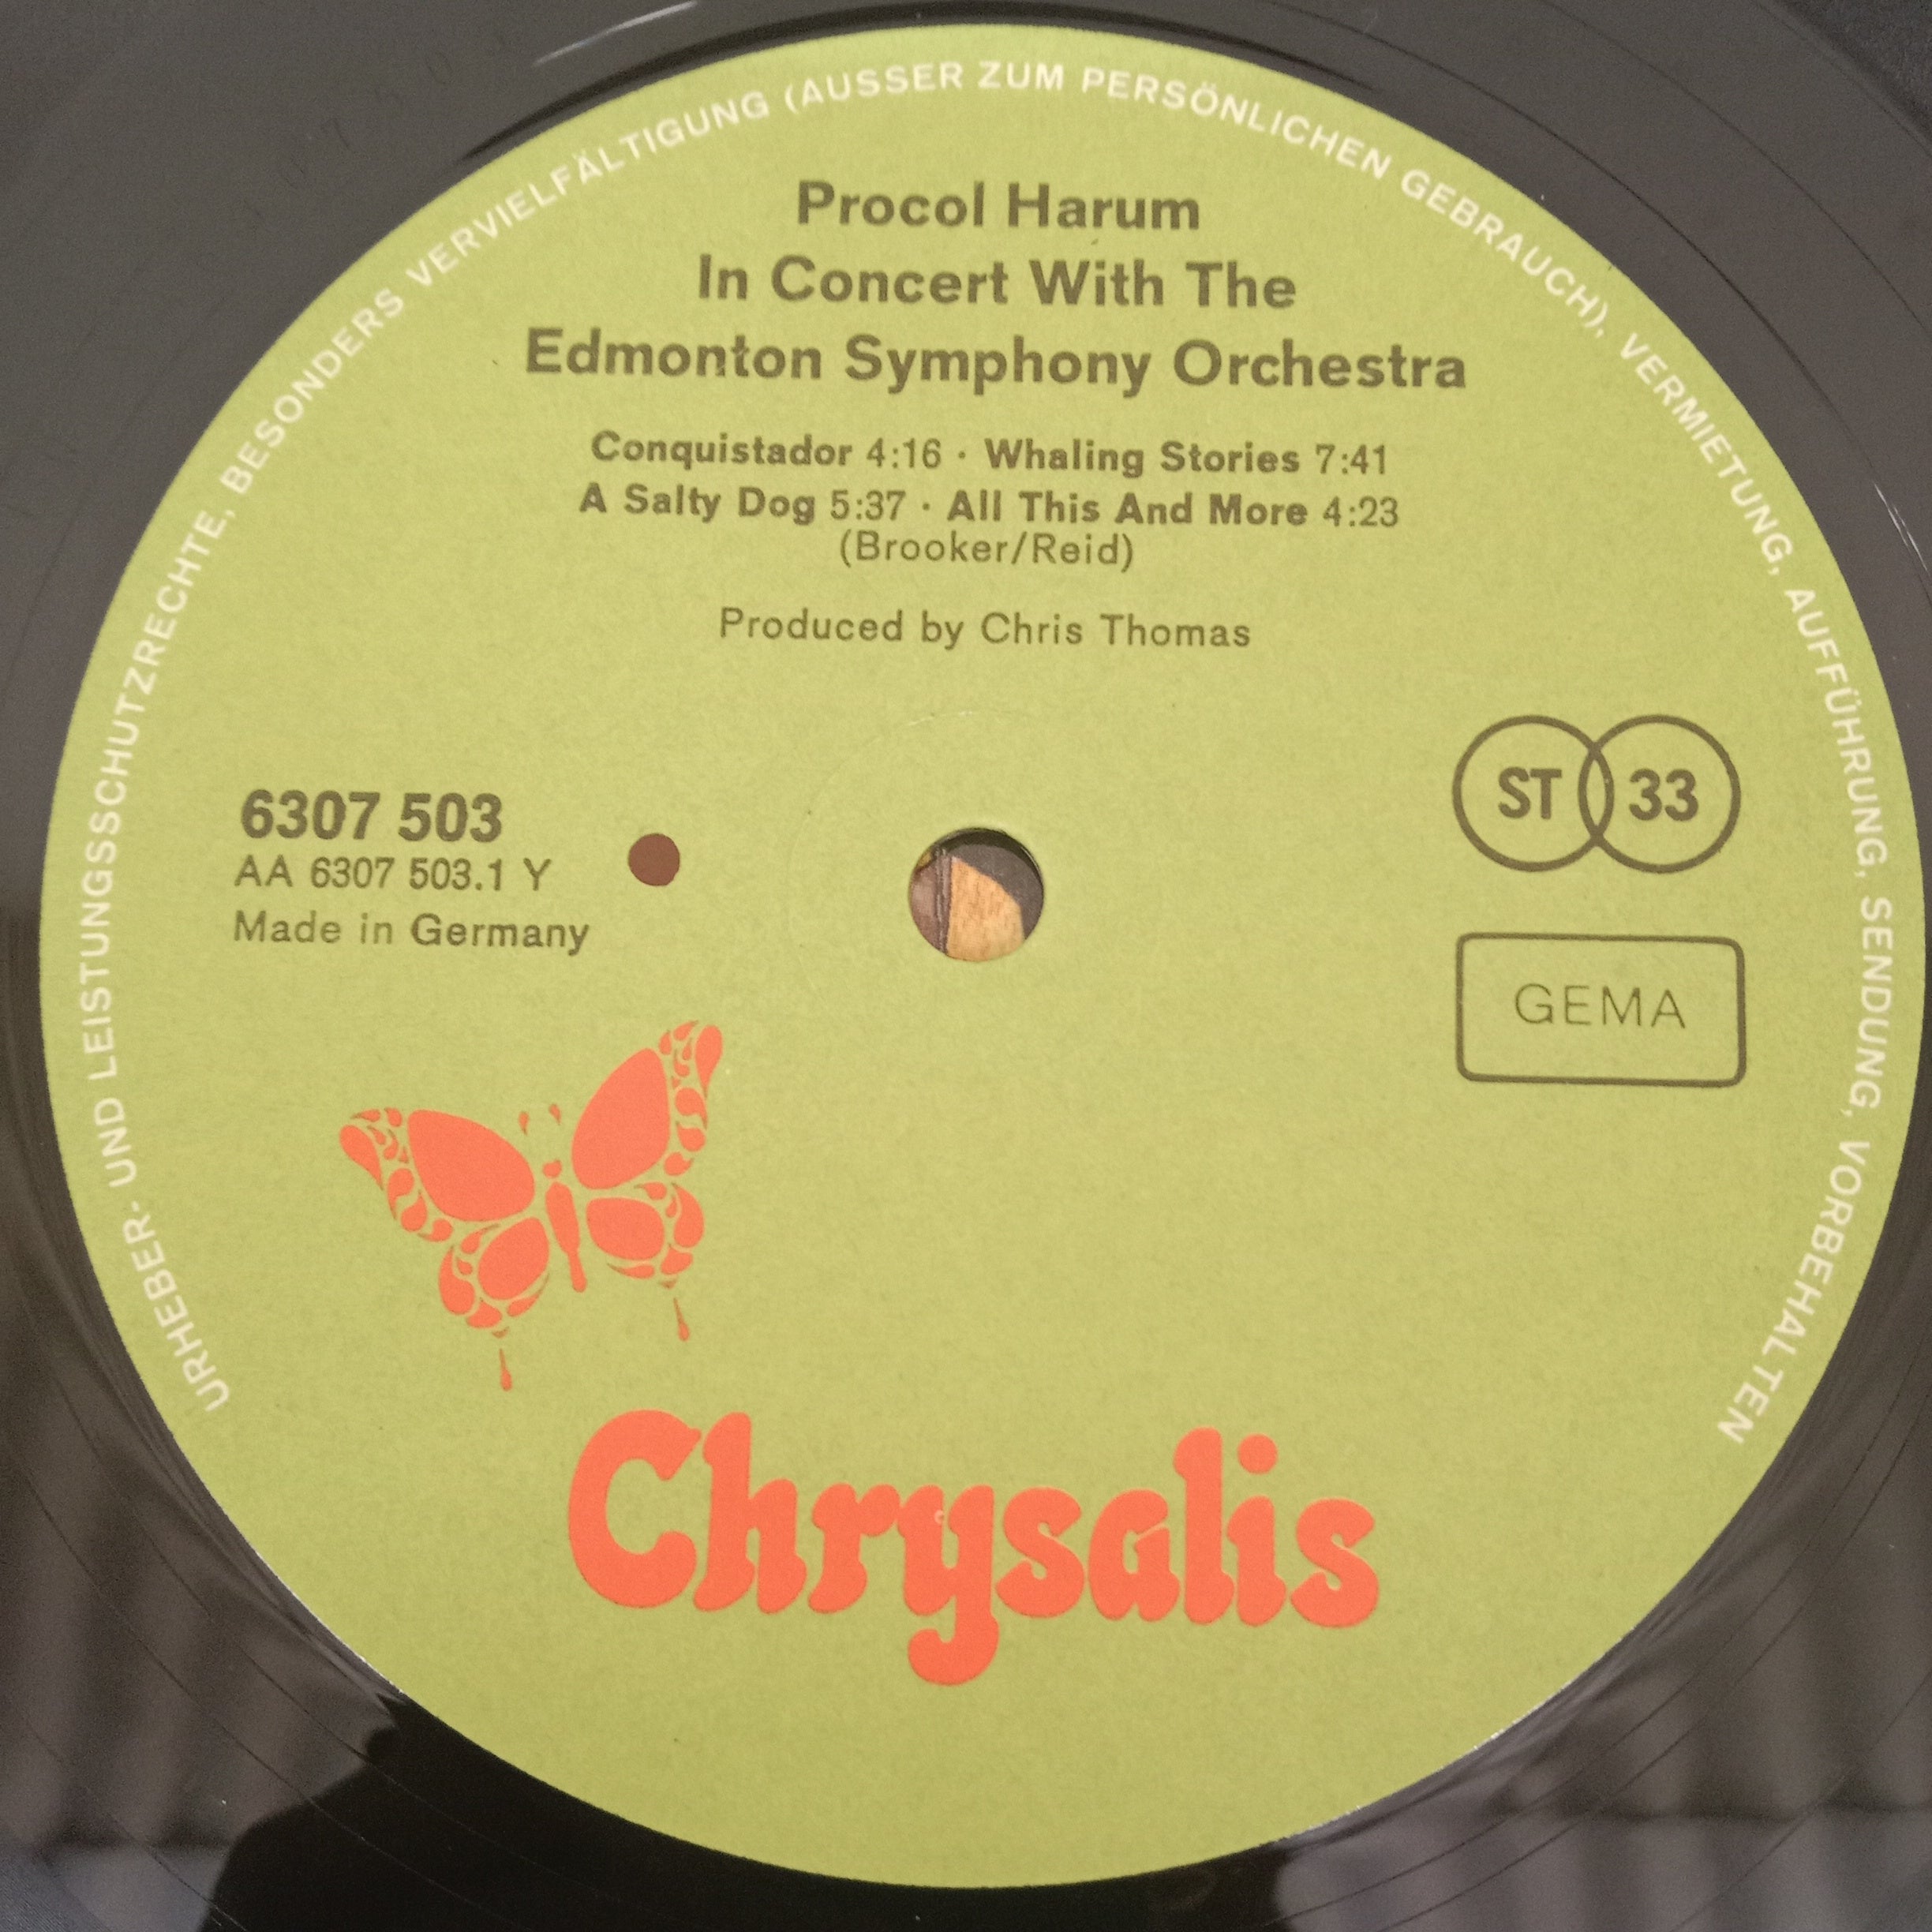 URHEBER- UND LEISTUNGSSCHUTZRECHTE, BESONDERS VERVIELFÄLTIGUNG (AUSSER ZUM PERSÖNLICHEN GEBRAUCH), VERMIETUNG, AUFFÜHRUNG, SENDUNG, VORBEHALTEN
Procol Harum
In Concert With The
Edmonton Symphony Orchestra
Conquistador 4:16 · Whaling Stories 7:41
A Salty Dog 5:37 · All This And More 4:23
(Brooker/Reid)
Produced by Chris Thomas
6307 503
AA 6307 503.1 Y
Made in Germany
ST 33
GEMA
Chrysalis